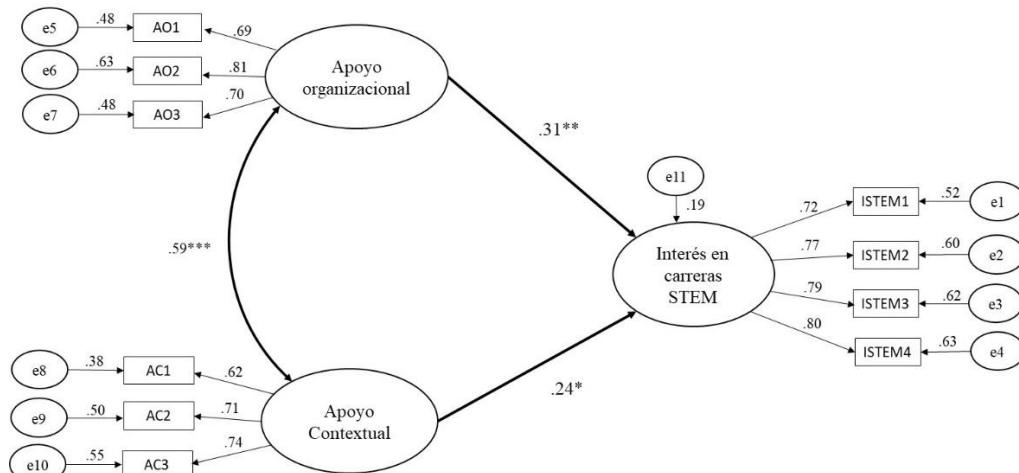 e5
.48
AO1
.69
e6
.63
AO2
.81
e7
.48
AO3
.70
Apoyo
organizacional
.31**
.59***
e11
.19
Interés en
carreras
STEM
.72
ISTEM1
.52
e1
.77
ISTEM2
.60
e2
.79
ISTEM3
.62
e3
.80
ISTEM4
.63
e4
.24*
e8
.38
AC1
.62
e9
.50
AC2
.71
e10
.55
AC3
.74
Apoyo
Contextual